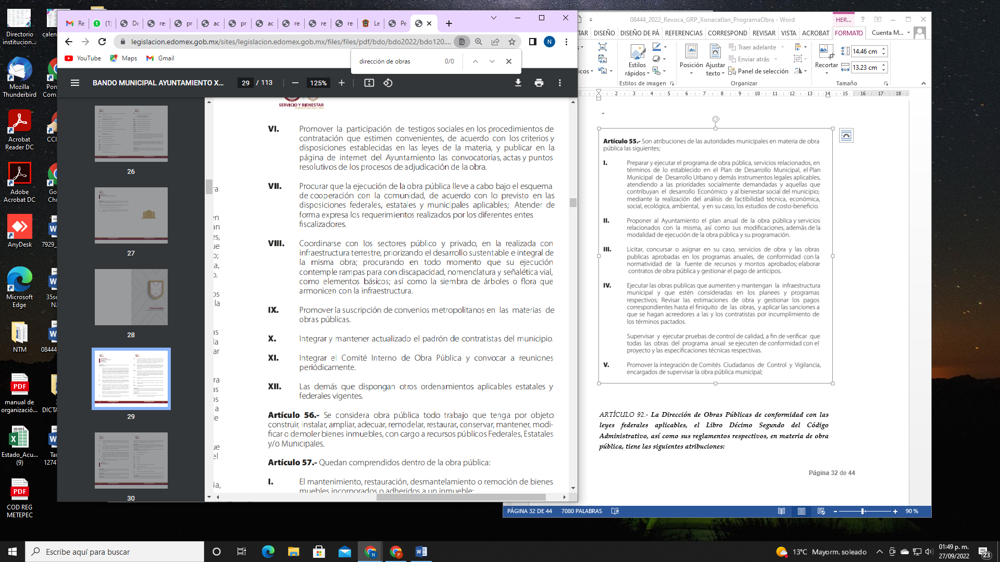 Directorio
institucion...
calen
Mozilla
Thunderbird
Pon
Com.
Acrobat
Reader DC
CCI
Adobe
Acrobat DC
Go
Chr
AnyDesk
7929_
Microsoft
Edge
35se
NJ
NTM
08444
manual de
organizació...
DICTA
Estado_Acu...
(9)
Tar
1274
COD REG
METEPEC
legislacion.edomex.gob.mx/sites/legislacion.edomex.gob.mx/files/files/pdf/bdo/bdo2022/bdo120....
N
YouTube
Maps
Gmail
dirección de obras
0/0
BANDO MUNICIPAL AYUNTAMIENTO X...
29 / 113
125%
26
27
28
29
30
SERVICIO Y BIENESTAR
VI. Promover la participación de testigos sociales en los procedimientos de
contratación que estimen convenientes, de acuerdo con los criterios y
disposiciones establecidas en las leyes de la materia, y publicar en la
página de internet del Ayuntamiento las convocatorias, actas y puntos
resolutivos de los procesos de adjudicación de la obra.
VII. Procurar que la ejecución de la obra pública lleve a cabo bajo el esquema
de cooperación con la comunidad, de acuerdo con lo previsto en las
disposiciones federales, estatales y municipales aplicables; Atender de
forma expresa los requerimientos realizados por los diferentes entes
fiscalizadores.
VIII. Coordinarse con los sectores público y privado, en la realizada con
infraestructura terrestre, priorizando el desarrollo sustentable e integral de
la misma obra; procurando en todo momento que su ejecución
contemple rampas para con discapacidad, nomenclatura y señalética vial,
como elementos básicos; así como la siembra de árboles o flora que
armonicen con la infraestructura.
IX. Promover la suscripción de convenios metropolitanos en las materias de
obras públicas.
X. Integrar y mantener actualizado el padrón de contratistas del municipio.
XI. Integrar el Comité Interno de Obra Pública y convocar a reuniones
periódicamente.
XII. Las demás que dispongan otros ordenamientos aplicables estatales y
federales vigentes.
Artículo 56.- Se considera obra pública todo trabajo que tenga por objeto
construir, instalar, ampliar, adecuar, remodelar, restaurar, conservar, mantener, modi-
ficar o demoler bienes inmuebles, con cargo a recursos públicos Federales, Estatales
y/o Municipales.
Artículo 57.- Quedan comprendidos dentro de la obra pública:
I. El mantenimiento, restauración, desmantelamiento o remoción de bienes
muebles incorporados o adheridos a un inmueble;
08444_2022_Revoca_GRP_Xonacatlan_ProgramaObra - Word
HER...
TAR DISEÑO DISEÑO DE PÁ REFERENCIAS CORRESPOND REVISAR VISTA ACROBAT FORMATO Cuenta M...
Estilos
rápidos
Estilos de imagen
Posición
Ajustar
texto
Traer adelante
Enviar atrás
Panel de selección
Organizar
Recortar
14.46 cm
13.23 cm
Tamaño
2 3 4 5 6 7 8 9 10 11 12 13 14 15 16 17 18
“
Artículo 55.- Son atribuciones de las autoridades municipales en materia de obra
pública las siguientes;
I. Preparar y ejecutar el programa de obra pública, servicios relacionados, en
términos de lo establecido en el Plan de Desarrollo Municipal, el Plan
Municipal de Desarrollo Urbano y demás instrumentos legales aplicables,
atendiendo a las prioridades socialmente demandadas y aquellas que
contribuyan el desarrollo Económico y al bienestar social del municipio;
mediante la realización del análisis de factibilidad técnica, económica,
social, ecológica, ambiental, y en su caso, los estudios de costo-beneficio.
II. Proponer al Ayuntamiento el plan anual de la obra pública y servicios
relacionados con la misma, así como sus modificaciones, además de la
modalidad de ejecución de la obra pública y su programación.
III. Licitar, concursar o asignar en su caso, servicios de obra y las obras
publicas aprobadas en los programas anuales, de conformidad con la
normatividad de la fuente de recursos y montos aprobados; elaborar
contratos de obra pública y gestionar el pago de anticipos.
IV. Ejecutar las obras publicas que aumenten y mantengan la infraestructura
municipal y que estén consideradas en los planees y programas
respectivos; Revisar las estimaciones de obra y gestionar los pagos
correspondientes hasta el finiquito de las obras, y aplicar las sanciones a
que se hagan acreedores a las y los contratistas por incumplimiento de
los términos pactados.
Supervisar y ejecutar pruebas de control de calidad, a fin de verificar que
todas las obras del programa anual se ejecuten de conformidad con el
proyecto y las especificaciones técnicas respectivas.
V. Promover la integración de Comités Ciudadanos de Control y Vigilancia,
encargados de supervisar la obra pública municipal;
ARTÍCULO 92.- La Dirección de Obras Públicas de conformidad con las
leyes federales aplicables, el Libro Décimo Segundo del Código
Administrativo, así como sus reglamentos respectivos, en materia de obra
pública, tiene las siguientes atribuciones:
Página 32 de 44
PÁGINA 32 DE 44 7080 PALABRAS
90 %
Escribe aquí para buscar
13°C Mayorm. soleado
01:49 p. m.
27/09/2022
23